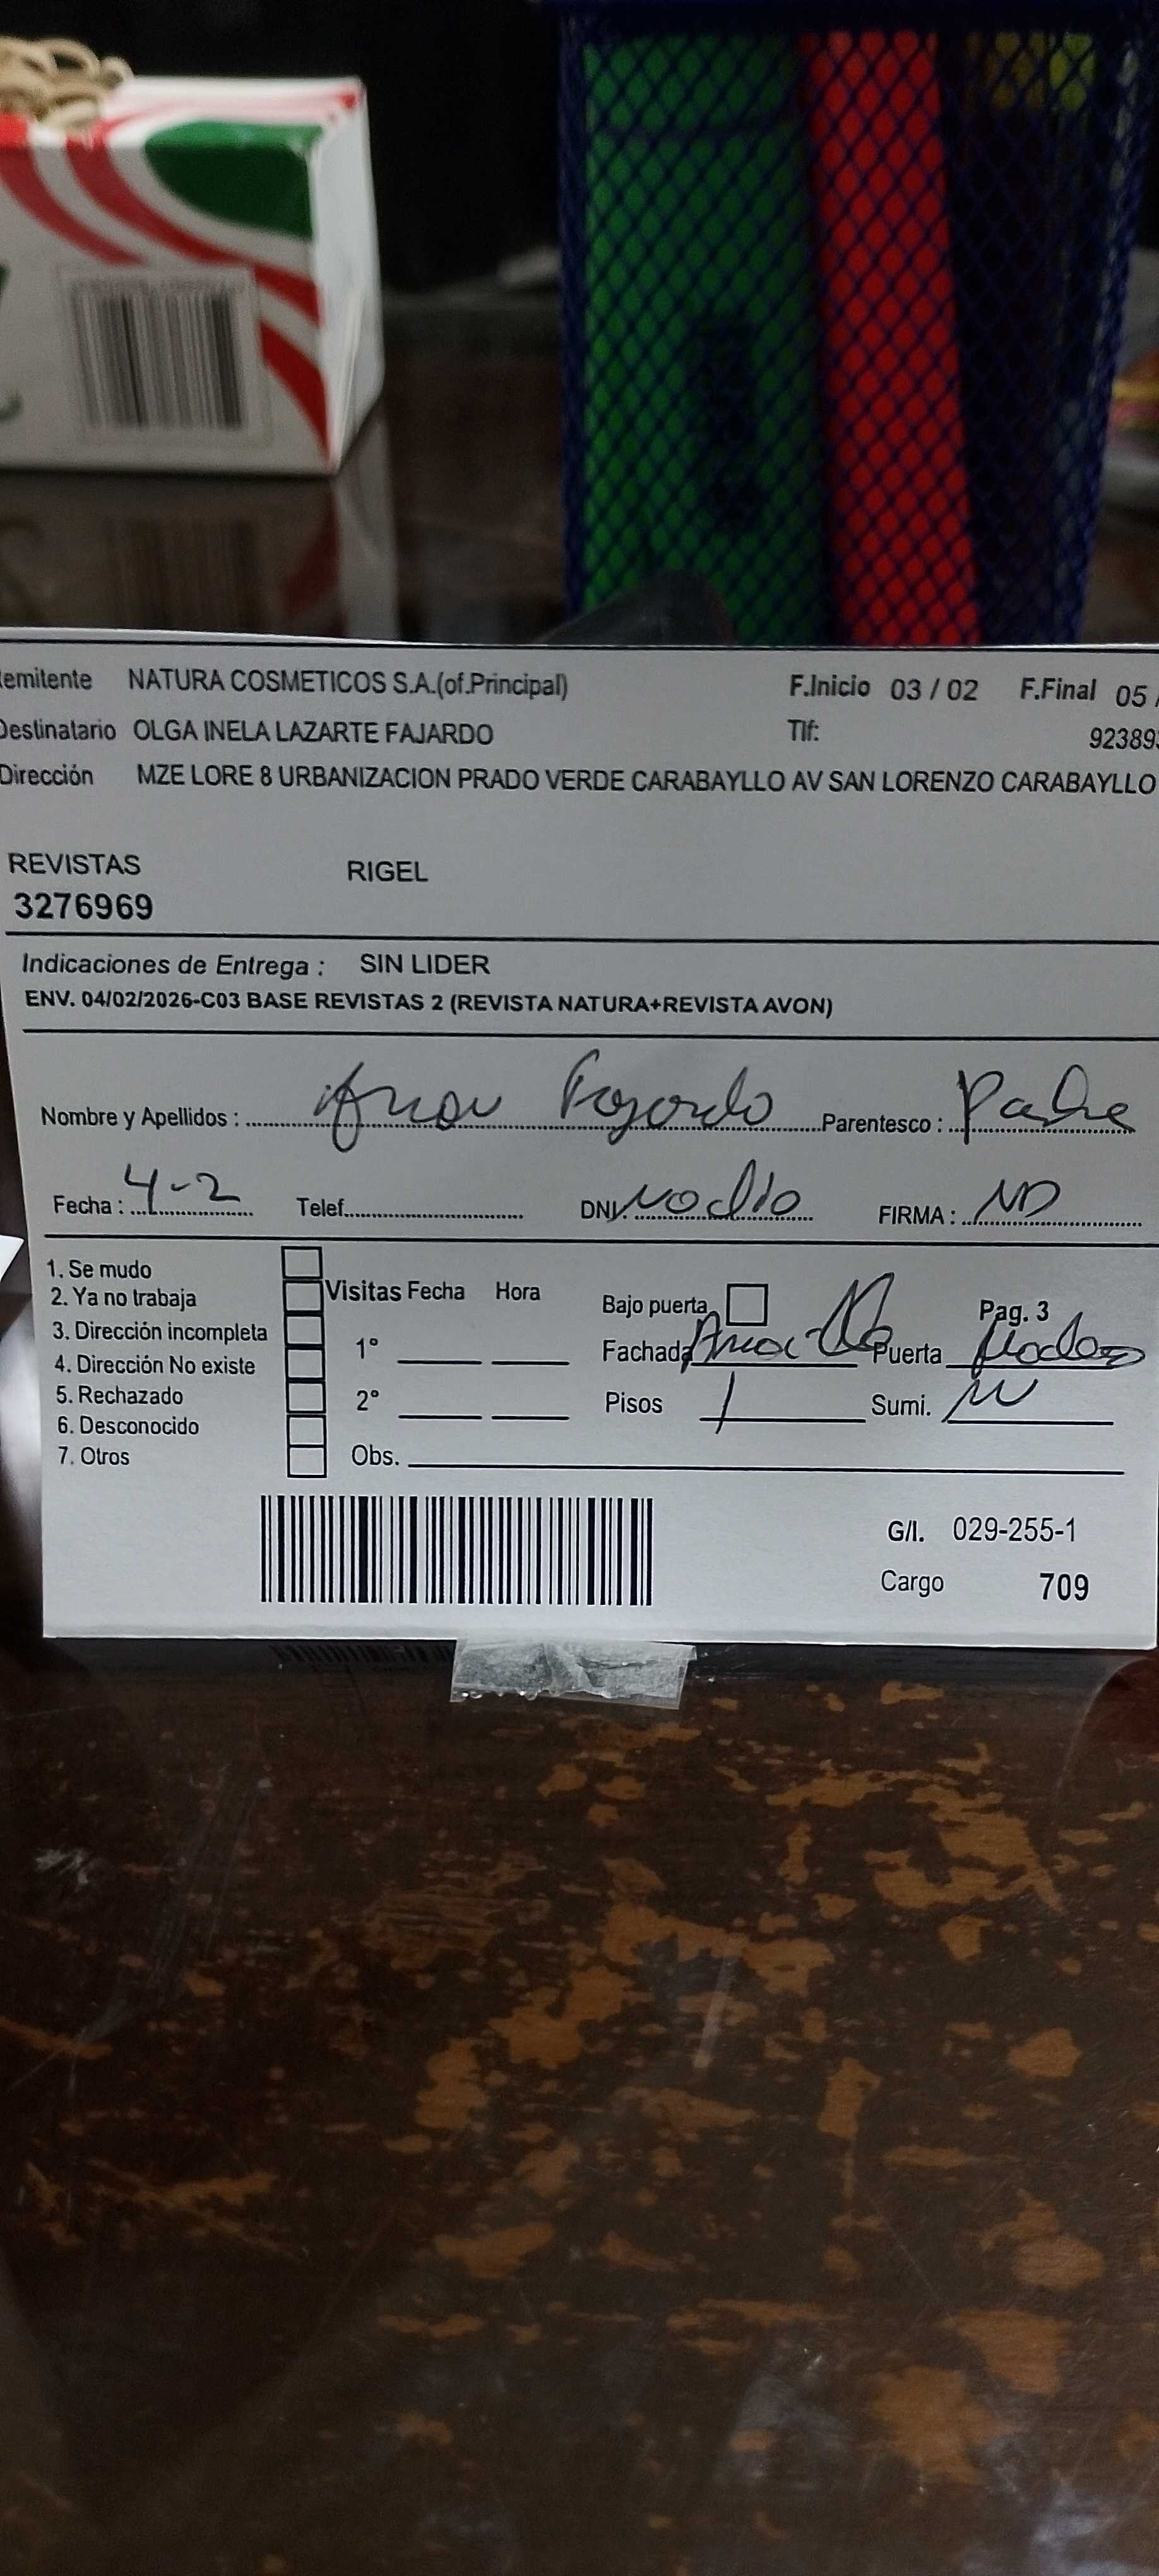 emitente NATURA COSMETICOS S.A.(of.Principal) F.Inicio 03 / 02 F.Final 05 /
Destinatario OLGA INELA LAZARTE FAJARDO Tlf: 92389
Dirección MZE LORE 8 URBANIZACION PRADO VERDE CARABAYLLO AV SAN LORENZO CARABAYLLO
REVISTAS RIGEL
3276969
Indicaciones de Entrega : SIN LIDER
ENV. 04/02/2026-C03 BASE REVISTAS 2 (REVISTA NATURA+REVISTA AVON)
Nombre y Apellidos : Fajardo Parentesco : Padre
Fecha : 4-2 Telef. DNI. No dio FIRMA : ND
1. Se mudo
2. Ya no trabaja Visitas Fecha Hora Bajo puerta Pag. 3
3. Dirección incompleta 1° Fachada Puerta
4. Dirección No existe
5. Rechazado 2° Pisos 1 Sumi.
6. Desconocido
7. Otros Obs.
G/I. 029-255-1
Cargo 709